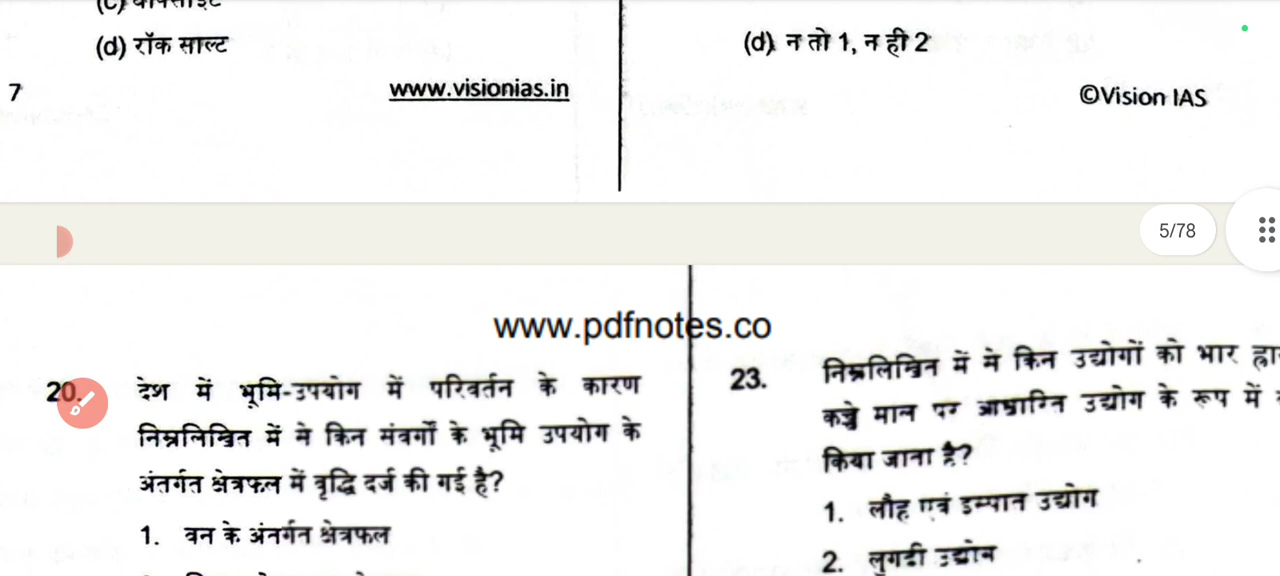 (d) रॉक साल्ट
(d) न तो 1, न ही 2
7
www.visionias.in
©Vision IAS
5/78
www.pdfnotes.co
20. देश में भूमि-उपयोग में परिवर्तन के कारण
निम्नलिखित में से किन संवर्गों के भूमि उपयोग के
अंतर्गत क्षेत्रफल में वृद्धि दर्ज की गई है?
1. वन के अंतर्गत क्षेत्रफल
23. निम्नलिखित में से किन उद्योगों को भार
कच्चे माल पर आधारित उद्योग के रूप में
किया जाता है?
1. लौह एवं इस्पात उद्योग
2. लुगदी उद्योग